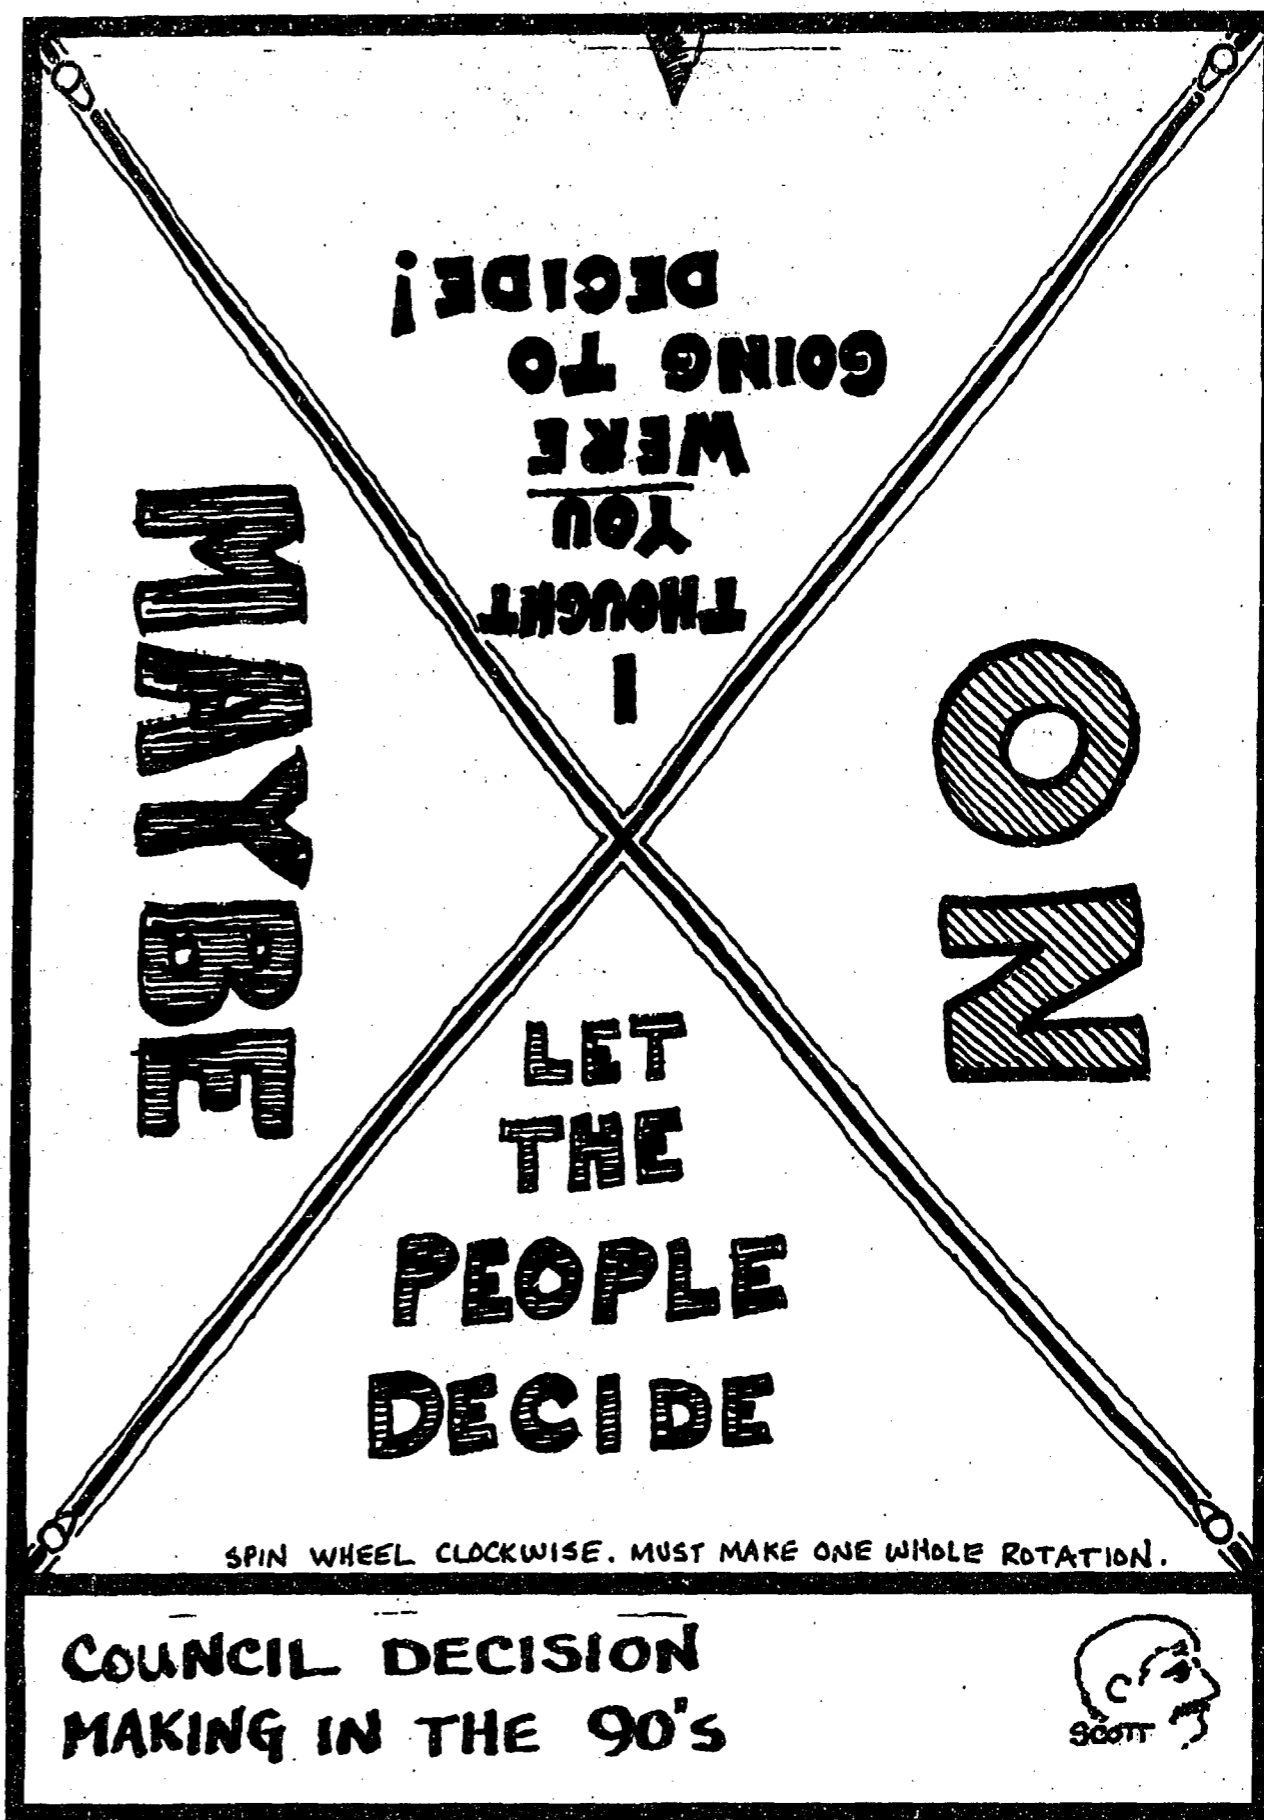 I
THOUGHT
YOU
WERE
GOING TO
DECIDE!
MAYBE
NO
LET
THE
PEOPLE
DECIDE
SPIN WHEEL CLOCKWISE. MUST MAKE ONE WHOLE ROTATION.
COUNCIL DECISION
MAKING IN THE 90's
SCOTT